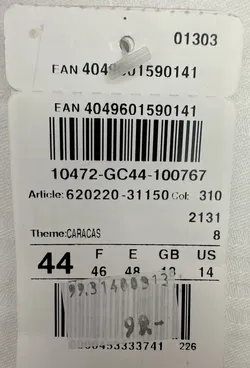 01303
EAN 4049601590141
EAN 4049601590141
10472-GC44-100767
Article: 620220-31150 Col: 310
2131
Theme: CARACAS 8
44 F E GB US
46 48 14
98.-
226